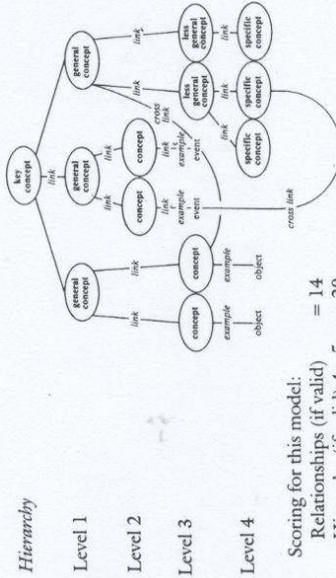 Hierarchy
key concept
Level 1
general concept
link
general concept
general concept
link
link
link
link
link
cross link
Level 2
concept
concept
link
link
Level 3
concept
concept
example
example
event
event
less general concept
less general concept
example
example
object
object
link
link
link
Level 4
specific concept
specific concept
specific concept
cross link
Scoring for this model:
Relationships (if valid) = 14